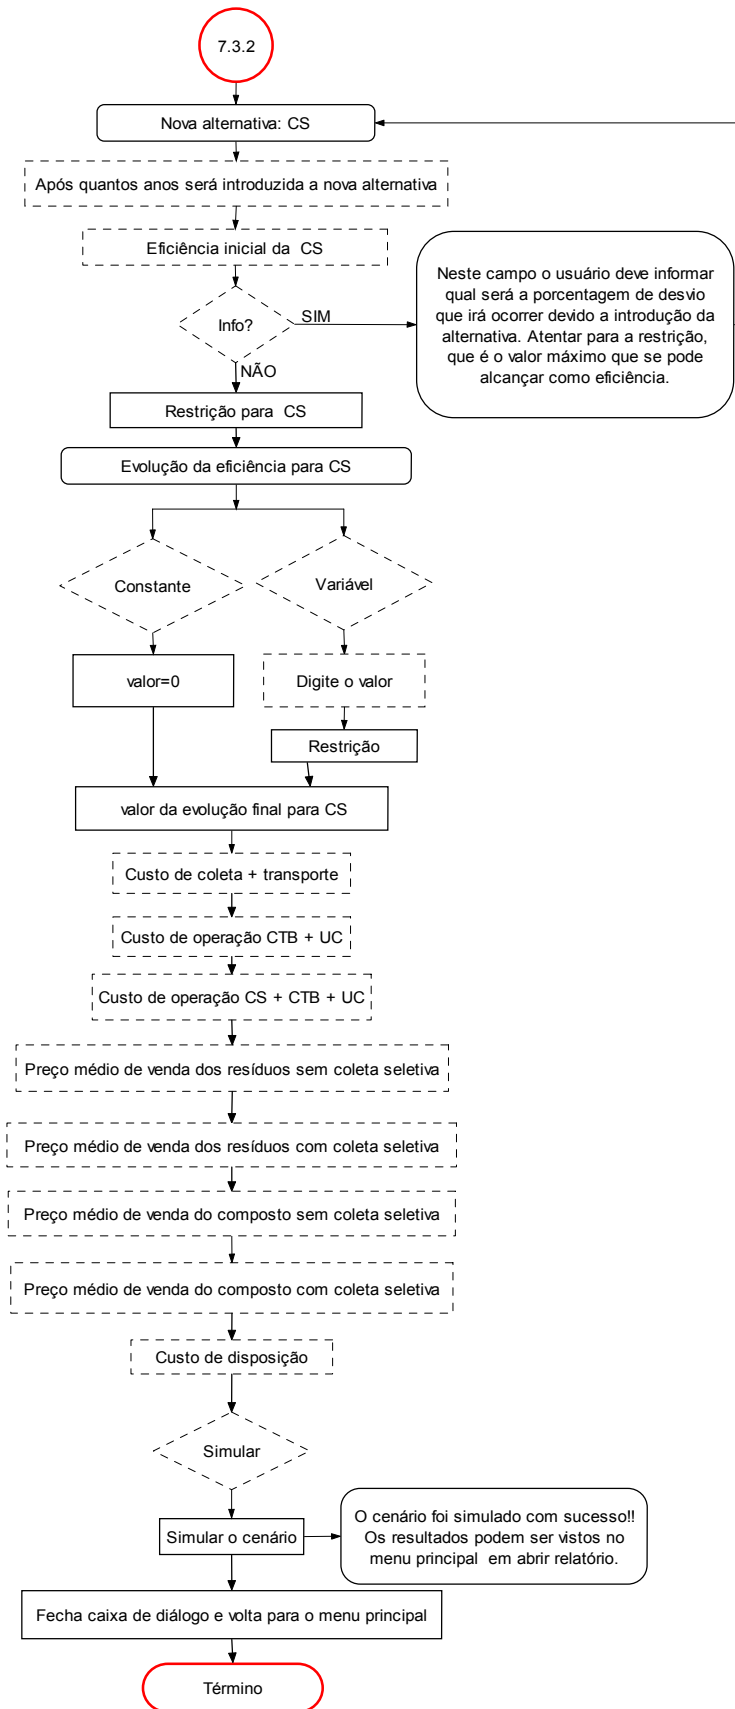 7.3.2
Nova alternativa: CS
Após quantos anos será introduzida a nova alternativa
Eficiência inicial da CS
Info?
SIM
Neste campo o usuário deve informar
qual será a porcentagem de desvio
que irá ocorrer devido a introdução da
alternativa. Atentar para a restrição,
que é o valor máximo que se pode
alcançar como eficiência.
NÃO
Restrição para CS
Evolução da eficiência para CS
Constante
Variável
valor=0
Digite o valor
Restrição
valor da evolução final para CS
Custo de coleta + transporte
Custo de operação CTB + UC
Custo de operação CS + CTB + UC
Preço médio de venda dos resíduos sem coleta seletiva
Preço médio de venda dos resíduos com coleta seletiva
Preço médio de venda do composto sem coleta seletiva
Preço médio de venda do composto com coleta seletiva
Custo de disposição
Simular
Simular o cenário
O cenário foi simulado com sucesso!!
Os resultados podem ser vistos no
menu principal em abrir relatório.
Fecha caixa de diálogo e volta para o menu principal
Término